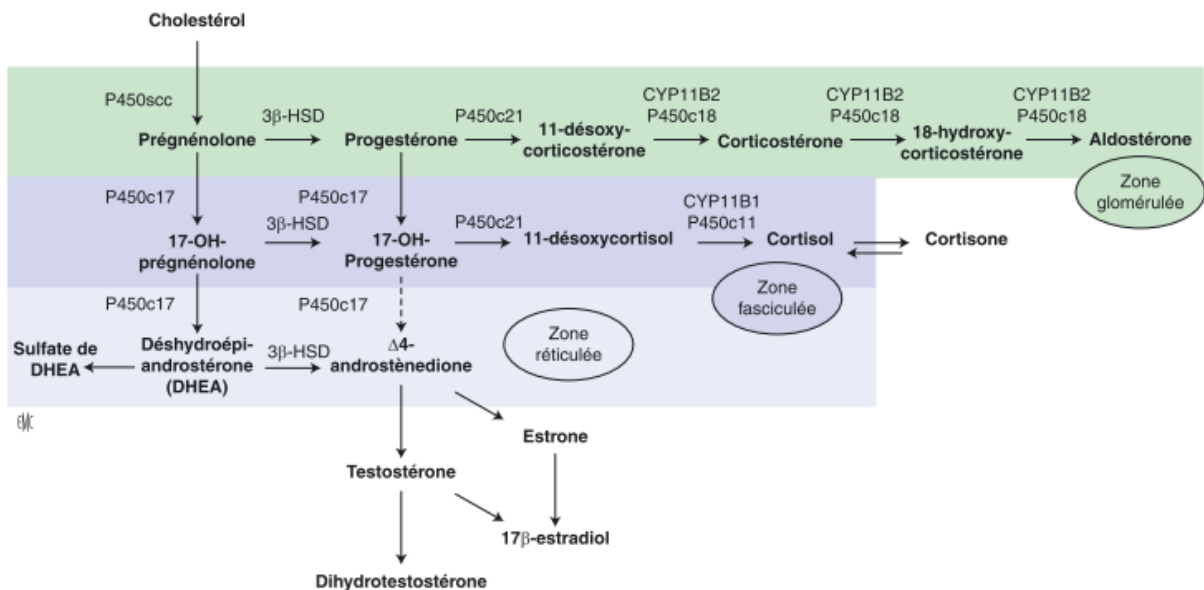 Cholestérol
P450scc
3β-HSD
P450c21
CYP11B2
P450c18
CYP11B2
P450c18
CYP11B2
P450c18
Prégnénolone
Progestérone
11-désoxy-
corticostérone
Corticostérone
18-hydroxy-
corticostérone
Aldostérone
Zone
glomérulée
P450c17
P450c17
3β-HSD
P450c21
CYP11B1
P450c11
17-OH-
prégnénolone
17-OH-
Progestérone
11-désoxycortisol
Cortisol
Cortisone
Zone
fasciculée
P450c17
P450c17
Sulfate de
DHEA
Déshydroépi-
androstérone
(DHEA)
3β-HSD
Δ4-
androstènedione
Zone
réticulée
EMC
Estrone
Testostérone
17β-estradiol
Dihydrotestostérone